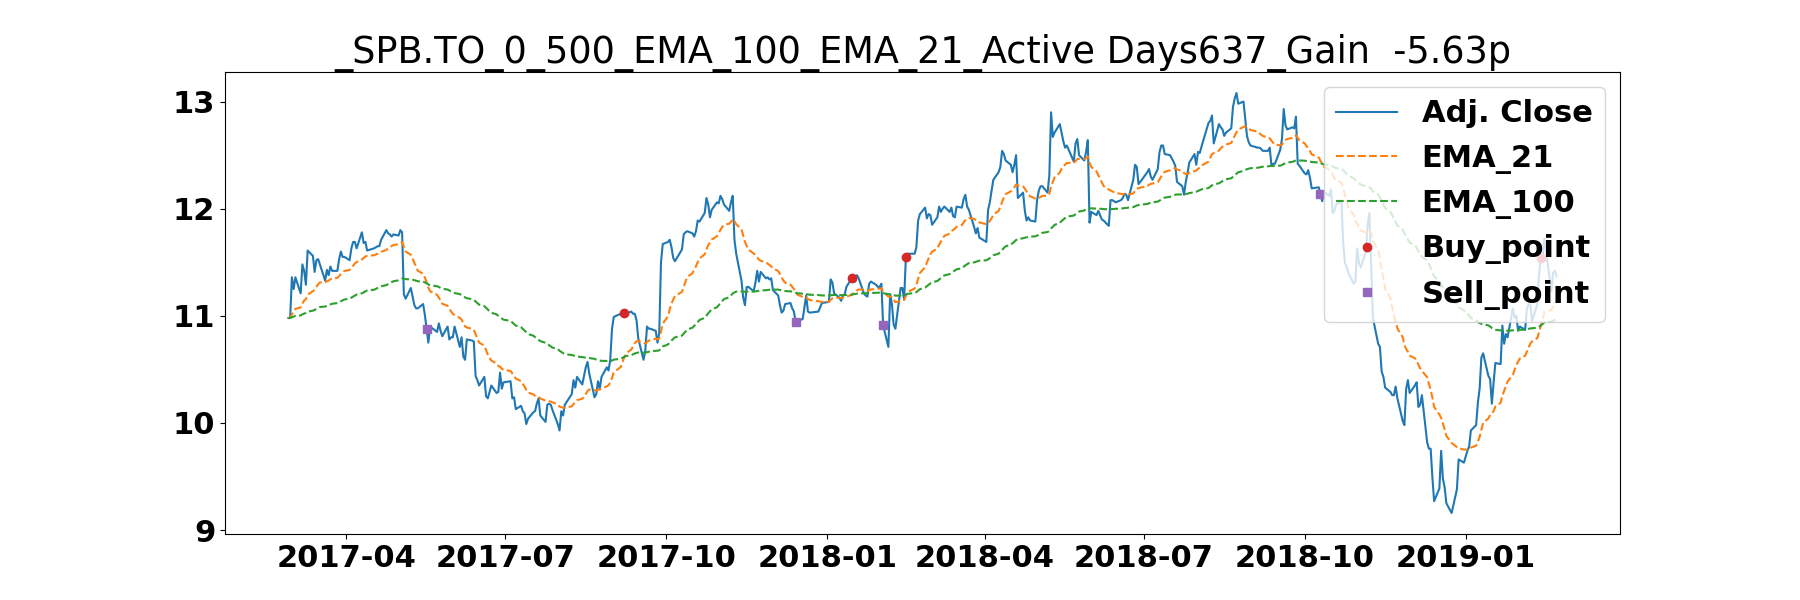 _SPB.TO_0_500_EMA_100_EMA_21_Active Days637_Gain  -5.63p
13
12
11
10
9
Adj. Close
EMA_21
EMA_100
Buy_point
Sell_point
2017-04 2017-07 2017-10 2018-01 2018-04 2018-07 2018-10 2019-01